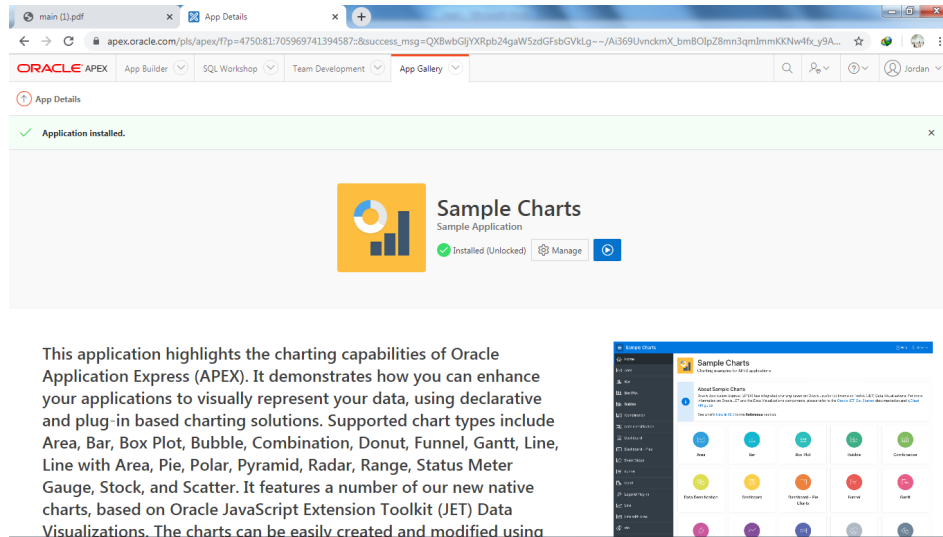 main (1).pdf
App Details
apex.oracle.com/pls/apex/f?p=4750:81:705969741394587::&success_msg=QXBwbGljYXRpb24gaW5zdGFsbGVkLg~~/Ai369UvnckmX_bmBOlpZ8mn3qmImmKKNw4fx_y9A...
ORACLE APEX App Builder SQL Workshop Team Development App Gallery Jordan
App Details
Application installed.
Sample Charts
Sample Application
Installed (Unlocked) Manage
This application highlights the charting capabilities of Oracle
Application Express (APEX). It demonstrates how you can enhance
your applications to visually represent your data, using declarative
and plug-in based charting solutions. Supported chart types include
Area, Bar, Box Plot, Bubble, Combination, Donut, Funnel, Gantt, Line,
Line with Area, Pie, Polar, Pyramid, Radar, Range, Status Meter
Gauge, Stock, and Scatter. It features a number of our new native
charts, based on Oracle JavaScript Extension Toolkit (JET) Data
Visualizations. The charts can be easily created and modified using
Sample Charts
Home
Sample Charts
About Sample Charts
Area Bar Box Plot Bubble Combination
Dashboard Funnel Gantt